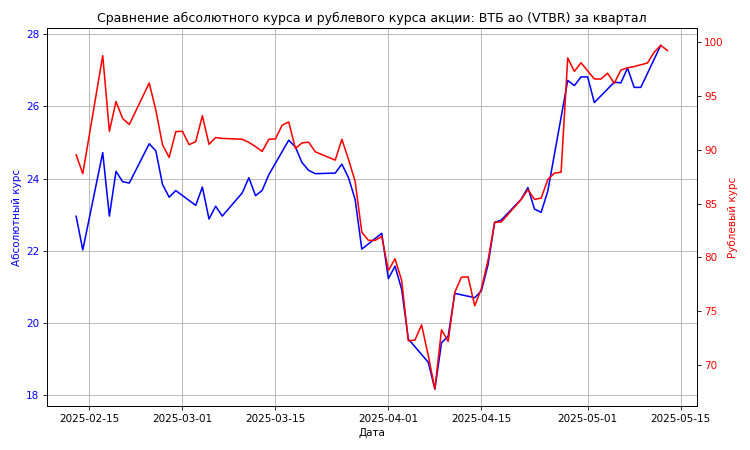 Сравнение абсолютного курса и рублевого курса акции: ВТБ ао (VTBR) за квартал
28
26
24
22
20
18
Абсолютный курс
100
95
90
85
80
75
70
Рублевый курс
2025-02-15 2025-03-01 2025-03-15 2025-04-01 2025-04-15 2025-05-01 2025-05-15
Дата